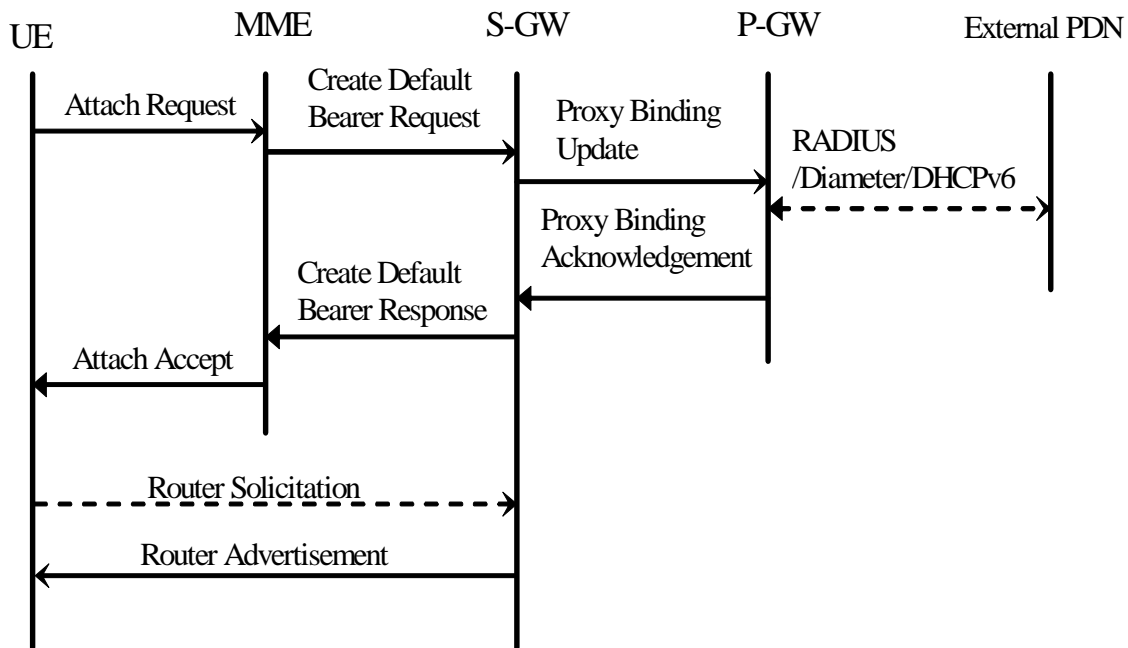 UE
MME
S-GW
P-GW
External PDN
Attach Request
Create Default
Bearer Request
Proxy Binding
Update
RADIUS
/Diameter/DHCPv6
Proxy Binding
Acknowledgement
Create Default
Bearer Response
Attach Accept
Router Solicitation
Router Advertisement